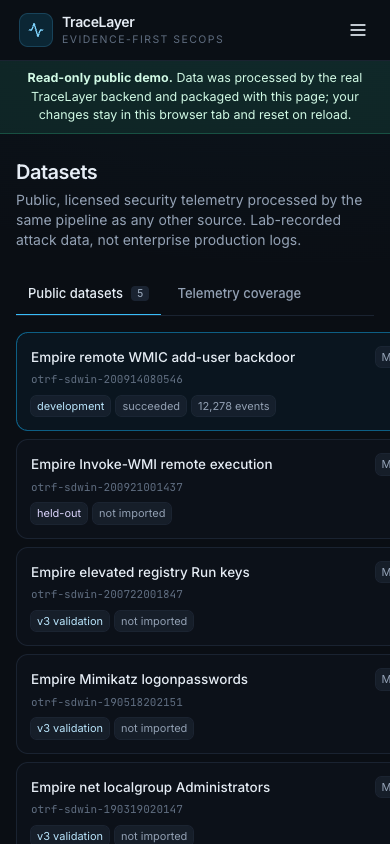 TraceLayer
EVIDENCE-FIRST SECOPS
Read-only public demo. Data was processed by the real
TraceLayer backend and packaged with this page; your
changes stay in this browser tab and reset on reload.
Datasets
Public, licensed security telemetry processed by the
same pipeline as any other source. Lab-recorded
attack data, not enterprise production logs.
Public datasets 5 Telemetry coverage
Empire remote WMIC add-user backdoor
otrf-sdwin-200914080546
development succeeded 12,278 events
Empire Invoke-WMI remote execution
otrf-sdwin-200921001437
held-out not imported
Empire elevated registry Run keys
otrf-sdwin-200722001847
v3 validation not imported
Empire Mimikatz logonpasswords
otrf-sdwin-190518202151
v3 validation not imported
Empire net localgroup Administrators
otrf-sdwin-190319020147
v3 validation not imported